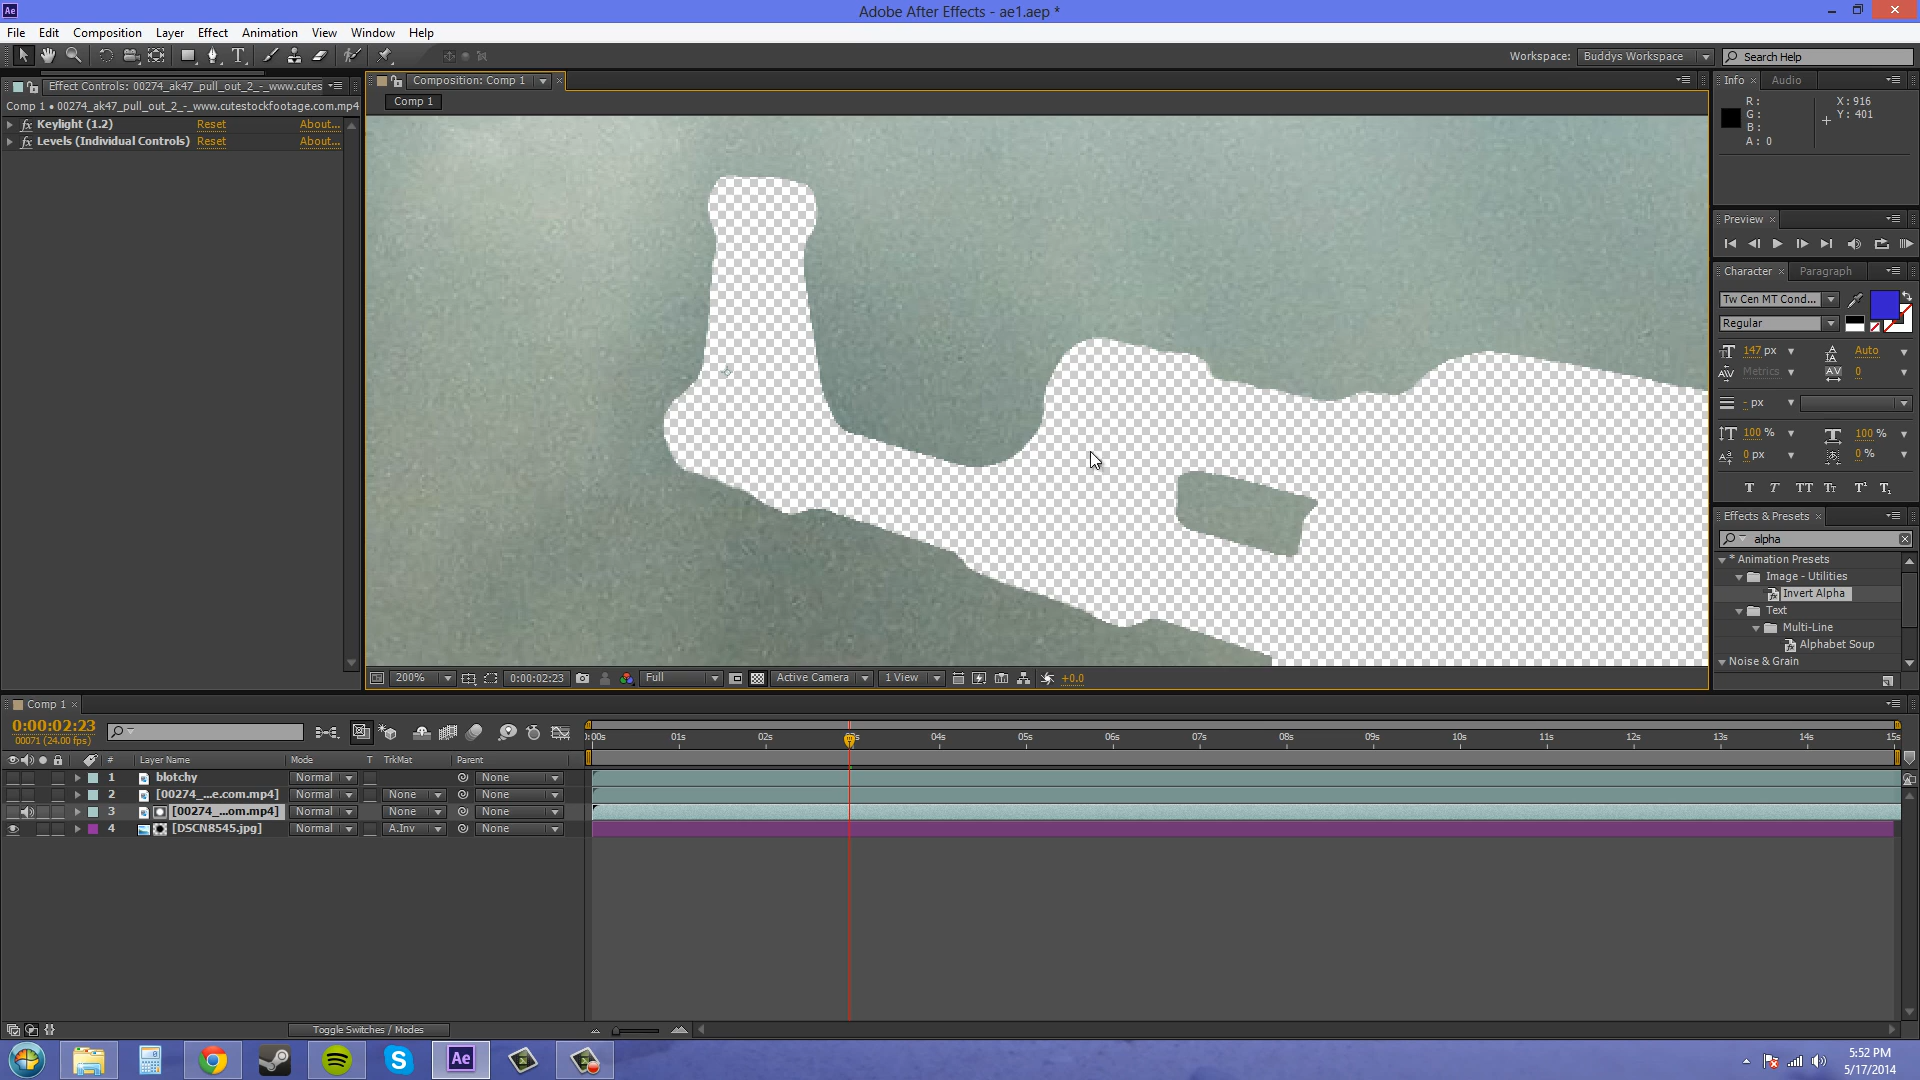 Ae
Adobe After Effects - ae1.aep *
File Edit Composition Layer Effect Animation View Window Help
T
Workspace: Buddys Workspace Search Help
Effect Controls: 00274_ak47_pull_out_2_-_www.cutes
Comp 1 • 00274_ak47_pull_out_2_-_www.cutestockfootage.com.mp4
fx Keylight (1.2) Reset About...
fx Levels (Individual Controls) Reset About...
Composition: Comp 1
Comp 1
Info Audio
R: X: 916
G: Y: 401
B:
A: 0
Preview
Character Paragraph
Tw Cen MT Cond...
Regular
147 px Auto
Metrics 0
- px
100 % 100 %
0 px 0 %
T T TT Tt T¹ T₁
Effects & Presets
alpha
* Animation Presets
Image - Utilities
Invert Alpha
Text
Multi-Line
Alphabet Soup
Noise & Grain
200% 0:00:02:23 Full Active Camera 1 View +0.0
Comp 1
0:00:02:23
00071 (24.00 fps)
# Layer Name Mode T TrkMat Parent
1 blotchy Normal None
2 [00274_...e.com.mp4] Normal None None
3 [00274_...om.mp4] Normal None None
4 [DSCN8545.jpg] Normal A.Inv None
):00s 01s 02s 04s 05s 06s 07s 08s 09s 10s 11s 12s 13s 14s 15s
Toggle Switches / Modes
Ae
5:52 PM
5/17/2014